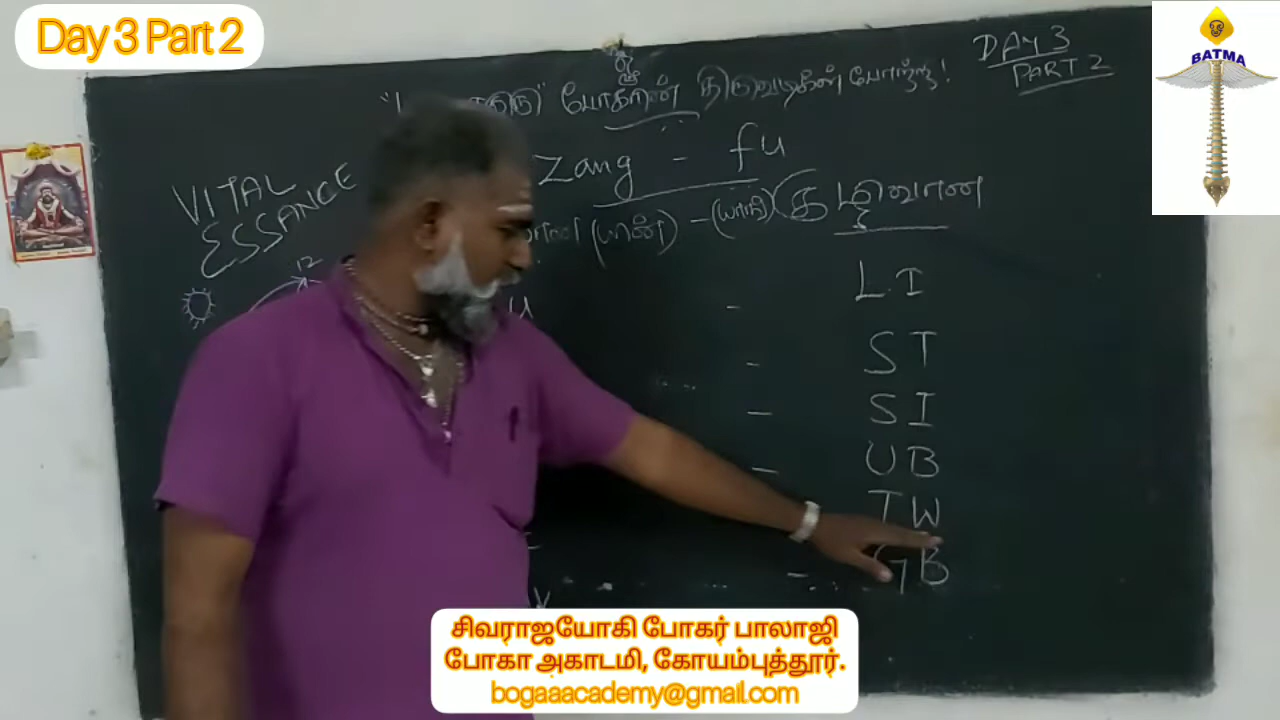 Day 3 Part 2
BATMA
DAY 3
PART 2
போகரின் திருவடிகள் போற்றி!
Zang - fu
VITAL
ESSANCE
(யின்) - (யாங்)
12
L.I
ST
SI
UB
TW
GB
சிவராஜயோகி போகர் பாலாஜி
போகா அகாடமி, கோயம்புத்தூர்.
bogaaacademy@gmail.com